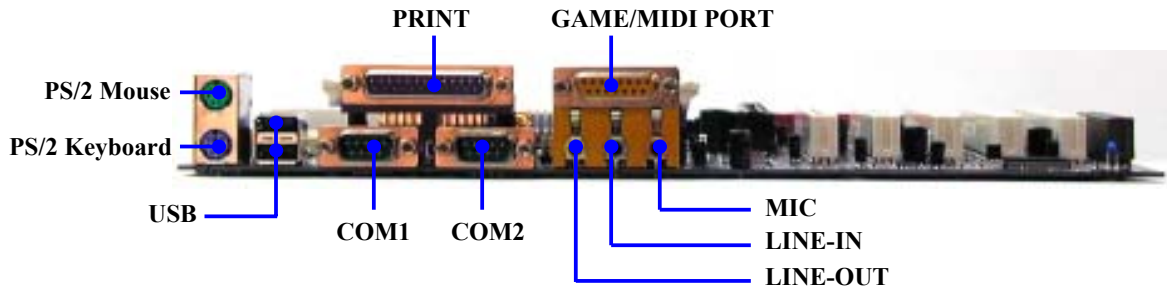 PRINT
GAME/MIDI PORT
PS/2 Mouse
PS/2 Keyboard
USB
COM1
COM2
MIC
LINE-IN
LINE-OUT